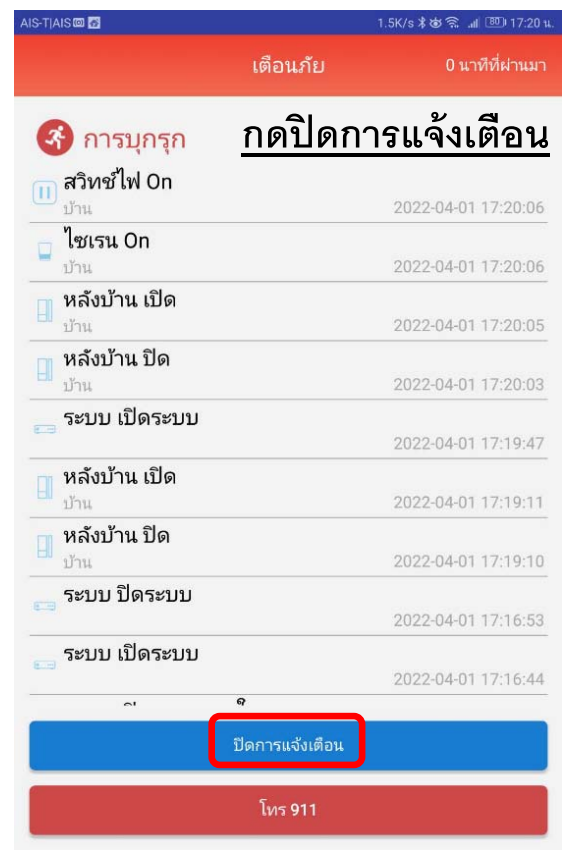 AIS-T|AIS 1.5K/s 80 17:20 น.
เตือนภัย 0 นาทีที่ผ่านมา
การบุกรุก กดปิดการแจ้งเตือน
สวิทช์ไฟ On
บ้าน 2022-04-01 17:20:06
ไซเรน On
บ้าน 2022-04-01 17:20:06
หลังบ้าน เปิด
บ้าน 2022-04-01 17:20:05
หลังบ้าน ปิด
บ้าน 2022-04-01 17:20:03
ระบบ เปิดระบบ
2022-04-01 17:19:47
หลังบ้าน เปิด
บ้าน 2022-04-01 17:19:11
หลังบ้าน ปิด
บ้าน 2022-04-01 17:19:10
ระบบ ปิดระบบ
2022-04-01 17:16:53
ระบบ เปิดระบบ
2022-04-01 17:16:44
ปิดการแจ้งเตือน
โทร 911